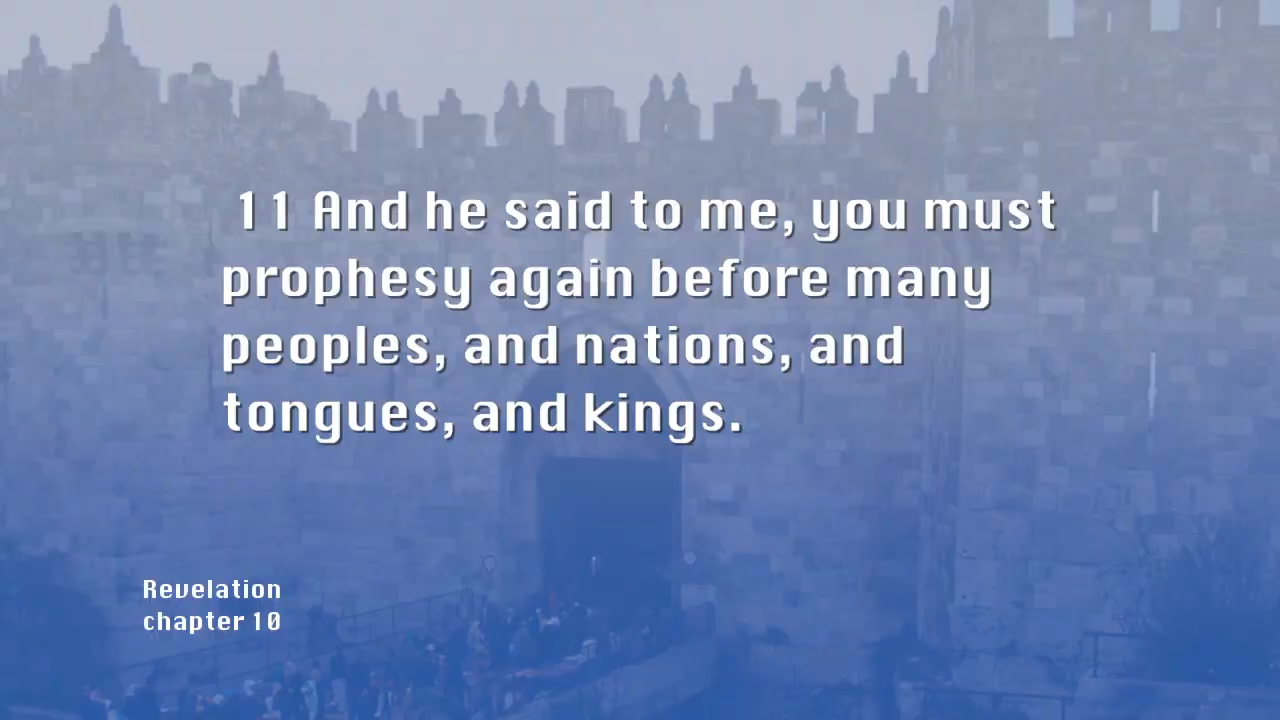 11 And he said to me, you must
prophesy again before many
peoples, and nations, and
tongues, and kings.
Revelation
chapter 10